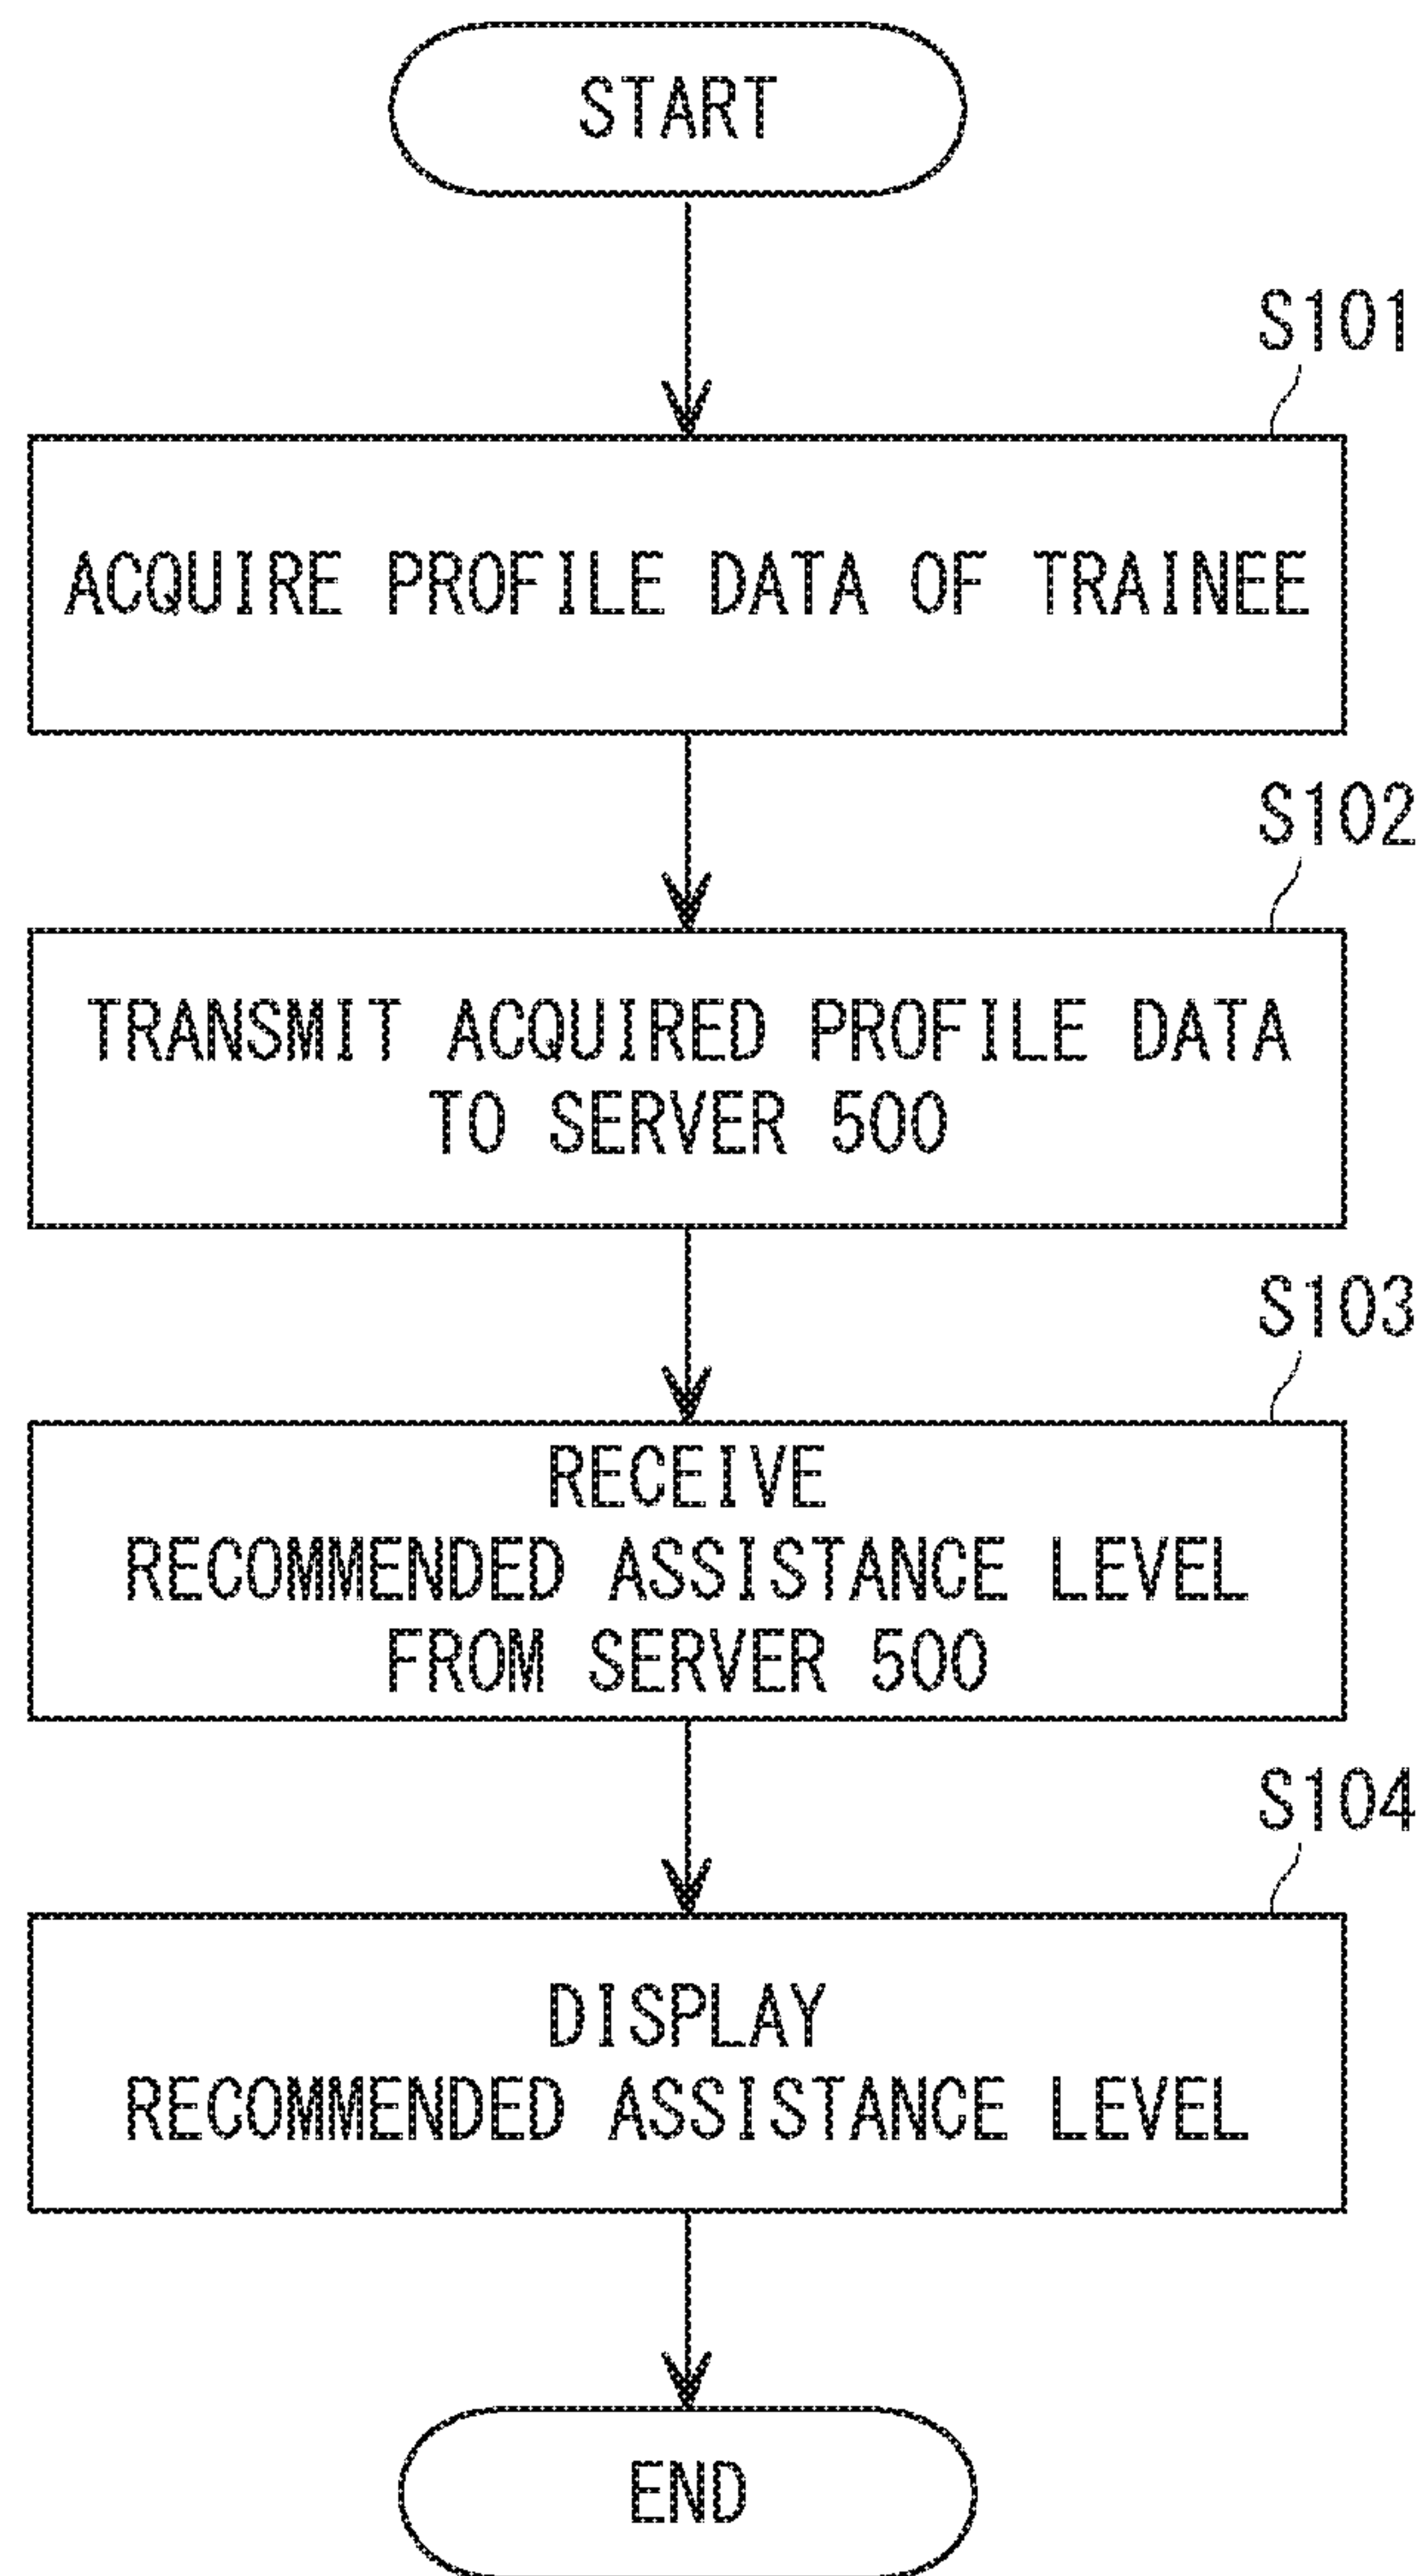 START
S101
ACQUIRE PROFILE DATA OF TRAINEE
S102
TRANSMIT ACQUIRED PROFILE DATA
TO SERVER 500
S103
RECEIVE
RECOMMENDED ASSISTANCE LEVEL
FROM SERVER 500
S104
DISPLAY
RECOMMENDED ASSISTANCE LEVEL
END